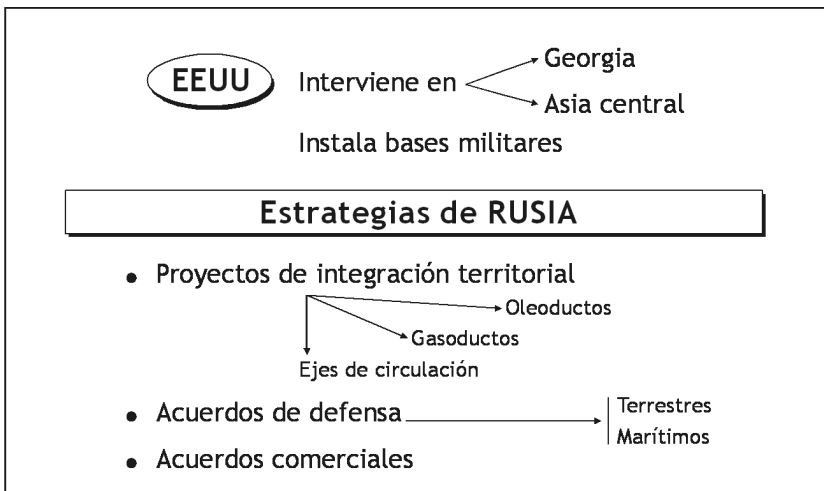 EEUU Interviene en
Georgia
Asia central
Instala bases militares
Estrategias de RUSIA
• Proyectos de integración territorial
Oleoductos
Gasoductos
Ejes de circulación
• Acuerdos de defensa
Terrestres
Marítimos
• Acuerdos comerciales